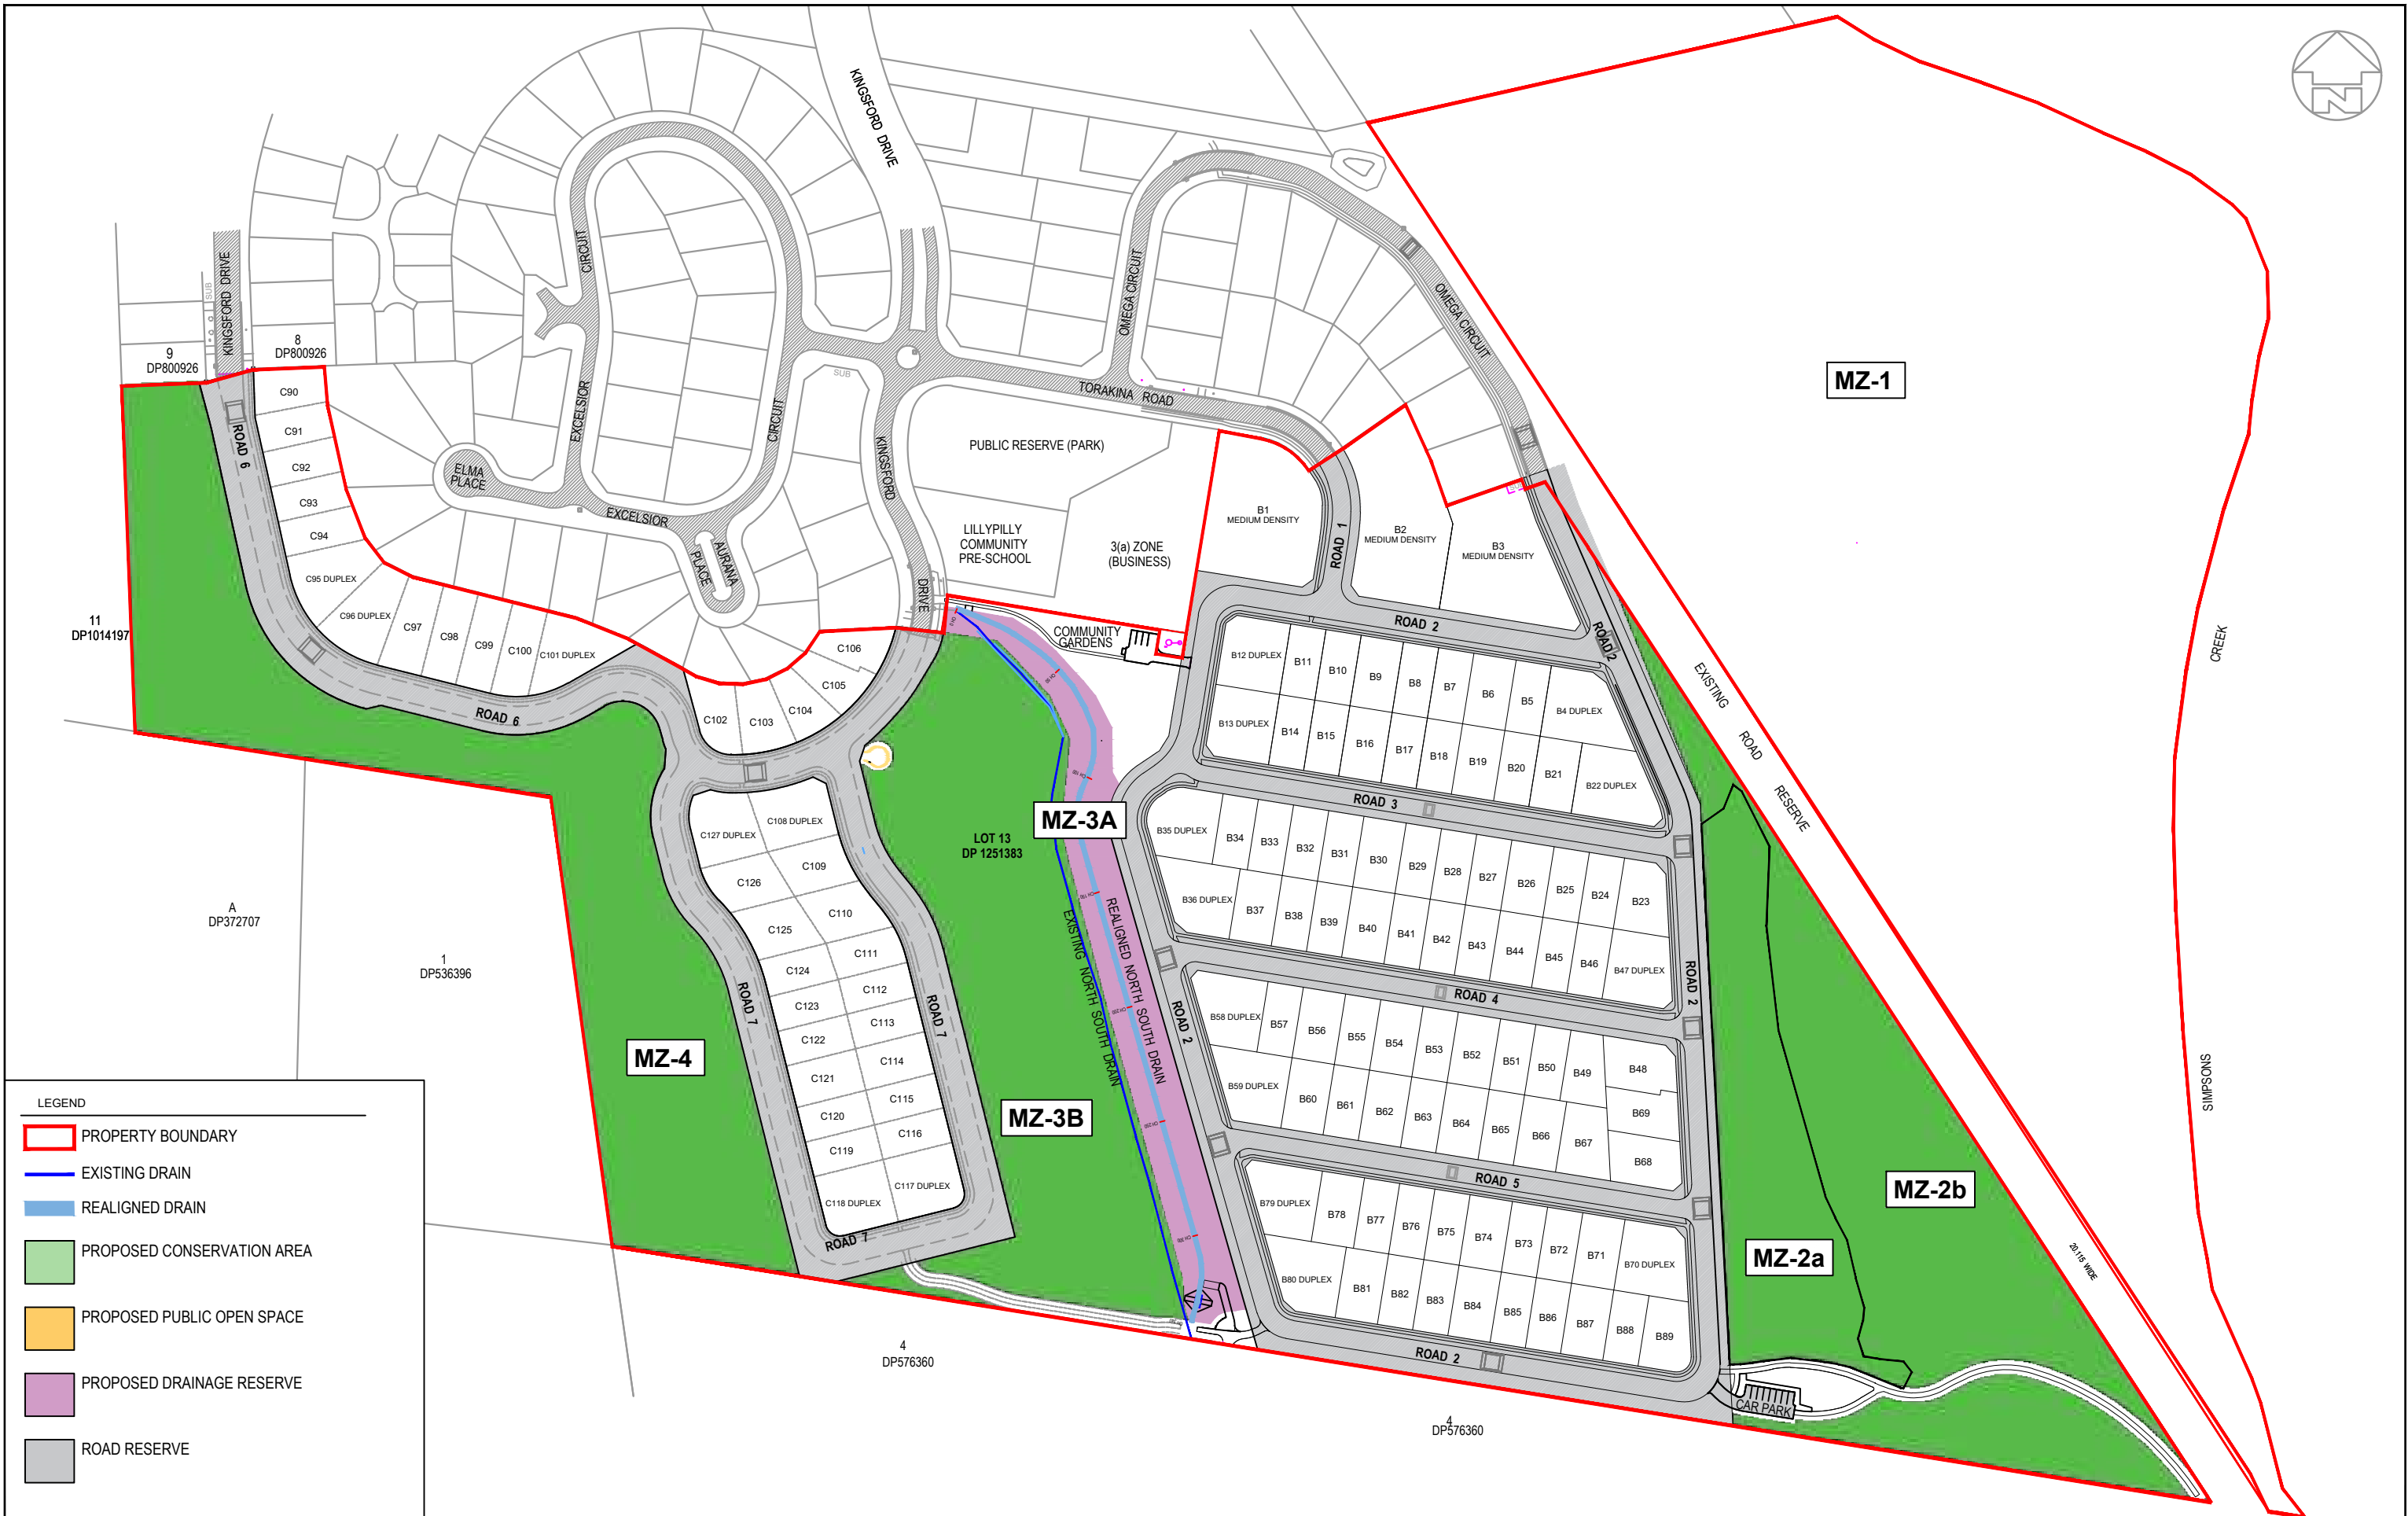 KINGSFORD DRIVE
N
KINGSFORD DRIVE
SUB
9
DP800926
8
DP800926
CIRCUIT
EXCELSIOR
CIRCUIT
ELMA
PLACE
EXCELSIOR
AURANA
PLACE
SUB
KINGSFORD
DRIVE
OMEGA CIRCUIT
OMEGA CIRCUIT
TORAKINA ROAD
PUBLIC RESERVE (PARK)
LILLYPILLY
COMMUNITY
PRE-SCHOOL
3(a) ZONE
(BUSINESS)
COMMUNITY
GARDENS
MZ-1
B1
MEDIUM DENSITY
B2
MEDIUM DENSITY
B3
MEDIUM DENSITY
ROAD 1
ROAD 2
ROAD 2
ROAD 6
C90
C91
C92
C93
C94
C95 DUPLEX
C96 DUPLEX
C97
C98
C99
C100
C101 DUPLEX
ROAD 6
C102
C103
C104
C105
C106
11
DP1014197
A
DP372707
1
DP536396
C127 DUPLEX
C108 DUPLEX
C126
C109
C125
C110
C124
C111
C123
C112
C122
C113
C121
C114
C120
C115
C119
C116
C118 DUPLEX
C117 DUPLEX
ROAD 7
ROAD 7
ROAD 7
MZ-4
MZ-3B
MZ-3A
LOT 13
DP 1251383
EXISTING NORTH SOUTH DRAIN
REALIGNED NORTH SOUTH DRAIN
B12 DUPLEX
B11
B10
B9
B8
B7
B6
B5
B4 DUPLEX
B13 DUPLEX
B14
B15
B16
B17
B18
B19
B20
B21
B22 DUPLEX
ROAD 3
B35 DUPLEX
B34
B33
B32
B31
B30
B29
B28
B27
B26
B25
B24
B23
B36 DUPLEX
B37
B38
B39
B40
B41
B42
B43
B44
B45
B46
B47 DUPLEX
ROAD 4
ROAD 2
ROAD 2
B58 DUPLEX
B57
B56
B55
B54
B53
B52
B51
B50
B49
B48
B59 DUPLEX
B60
B61
B62
B63
B64
B65
B66
B67
B69
B68
ROAD 5
B79 DUPLEX
B78
B77
B76
B75
B74
B73
B72
B71
B70 DUPLEX
B80 DUPLEX
B81
B82
B83
B84
B85
B86
B87
B88
B89
ROAD 2
EXISTING ROAD RESERVE
20.115 WIDE
CREEK
SIMPSONS
MZ-2b
MZ-2a
CAR PARK
4
DP576360
4
DP576360
LEGEND
PROPERTY BOUNDARY
EXISTING DRAIN
REALIGNED DRAIN
PROPOSED CONSERVATION AREA
PROPOSED PUBLIC OPEN SPACE
PROPOSED DRAINAGE RESERVE
ROAD RESERVE